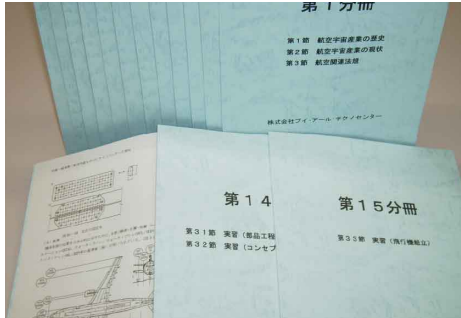 第1分冊
第1節 航空宇宙産業の歴史
第2節 航空宇宙産業の現状
第3節 航空関連法規
株式会社ブイ・アール テクノセンター
第14
第31節 実習(部品工程
第32節 実習(コンセプ
第15分冊
第33節 実習(飛行機組立)